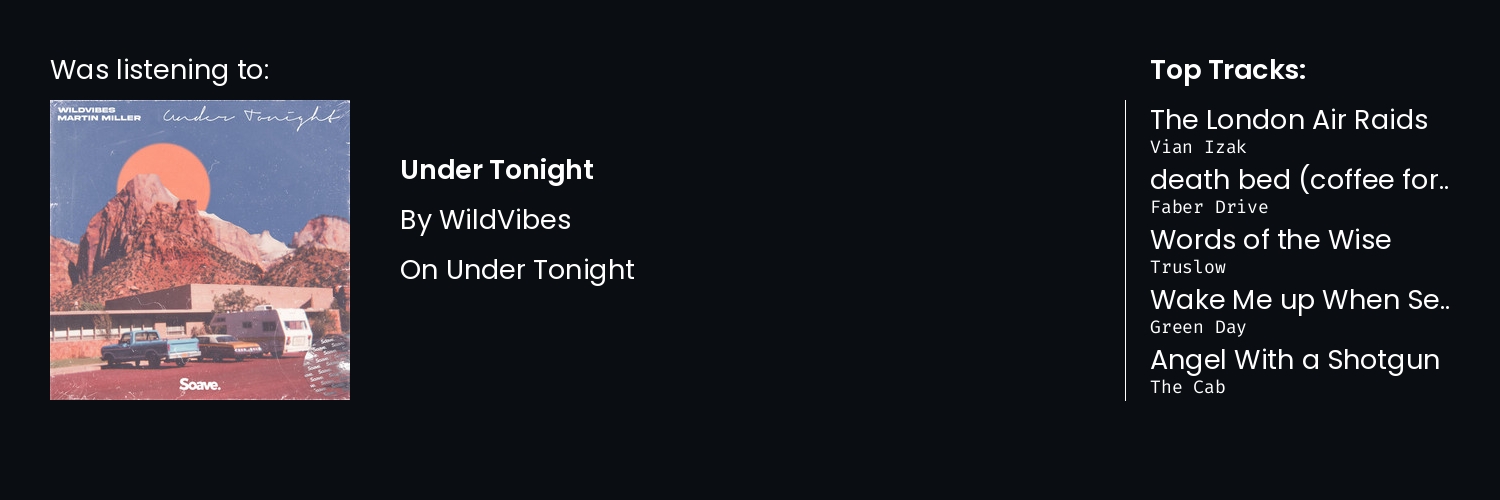 Was listening to:
WILDVIBES
MARTIN MILLER
Under Tonight
Soave.
Under Tonight
By WildVibes
On Under Tonight
Top Tracks:
The London Air Raids
Vian Izak
death bed (coffee for..
Faber Drive
Words of the Wise
Truslow
Wake Me up When Se..
Green Day
Angel With a Shotgun
The Cab